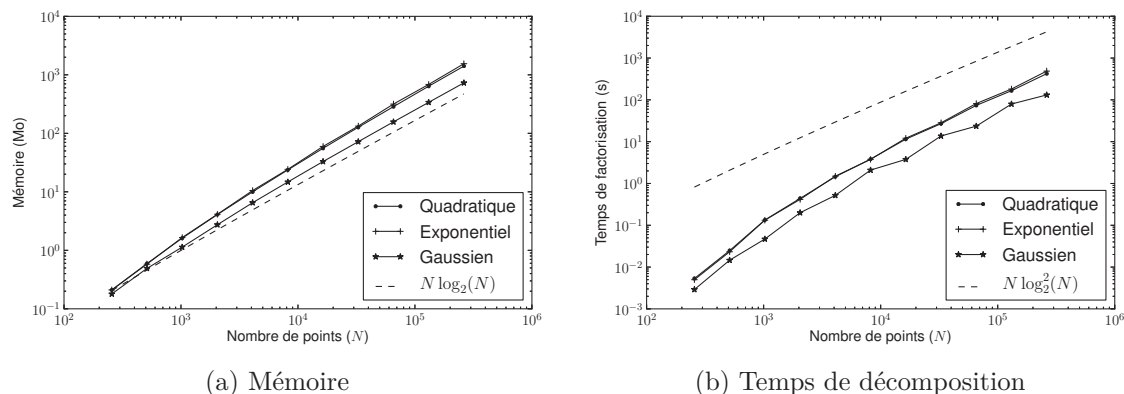 10^4
10^3
10^2
10^1
10^0
10^{-1}
Mémoire (Mo)
10^2
10^3
10^4
10^5
10^6
Nombre de points (N)
Quadratique
Exponentiel
Gaussien
N log_2(N)
(a) Mémoire
10^4
10^3
10^2
10^1
10^0
10^{-1}
10^{-2}
10^{-3}
Temps de factorisation (s)
10^2
10^3
10^4
10^5
10^6
Nombre de points (N)
Quadratique
Exponentiel
Gaussien
N log_2^2(N)
(b) Temps de décomposition